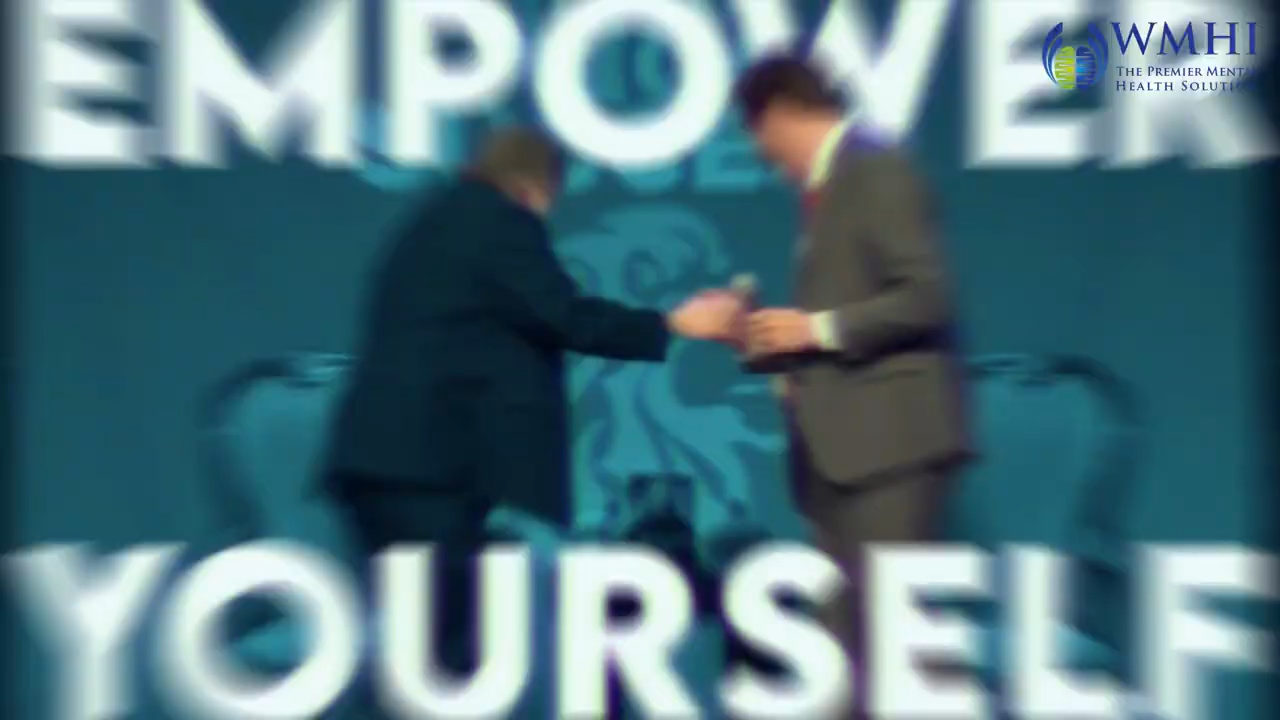 EMPOWER
WMHI
THE PREMIER MENTAL
HEALTH SOLUTION
YOURSELF